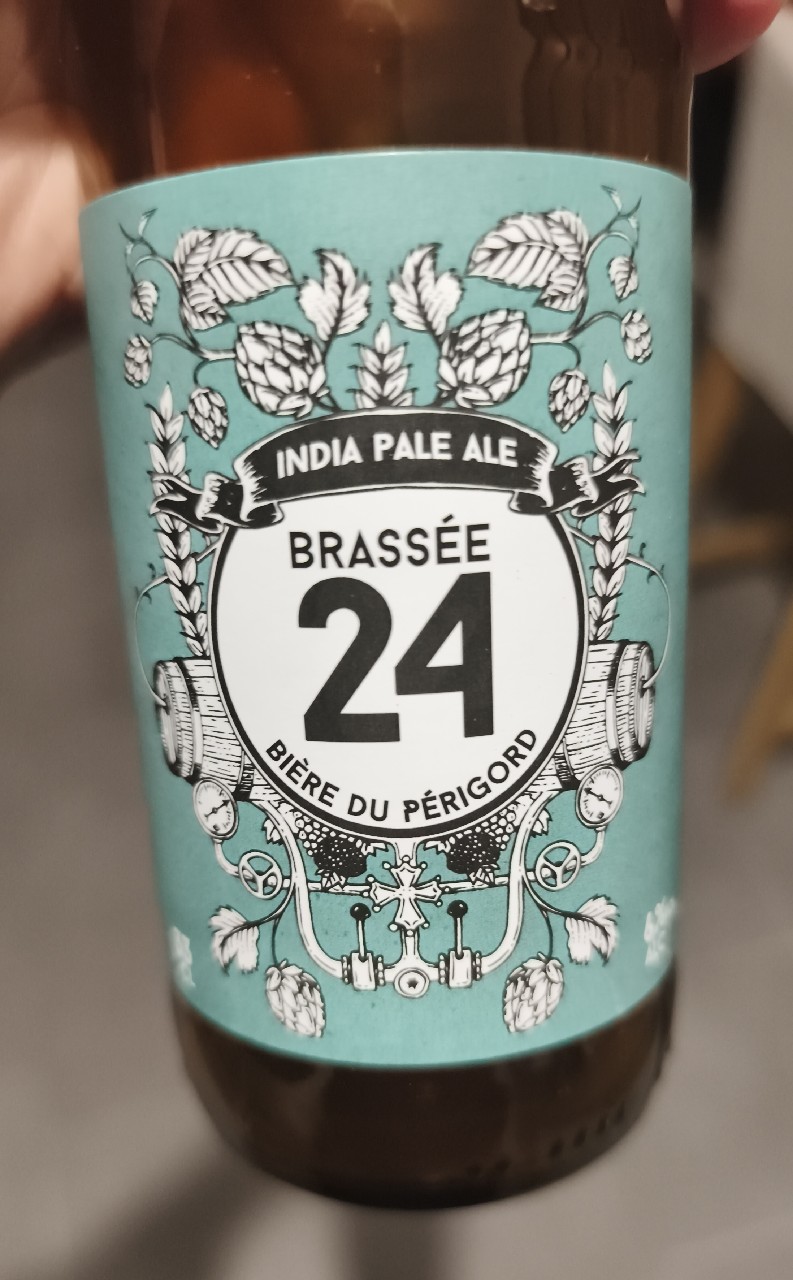 INDIA PALE ALE
BRASSÉE
24
BIÈRE DU PÉRIGORD